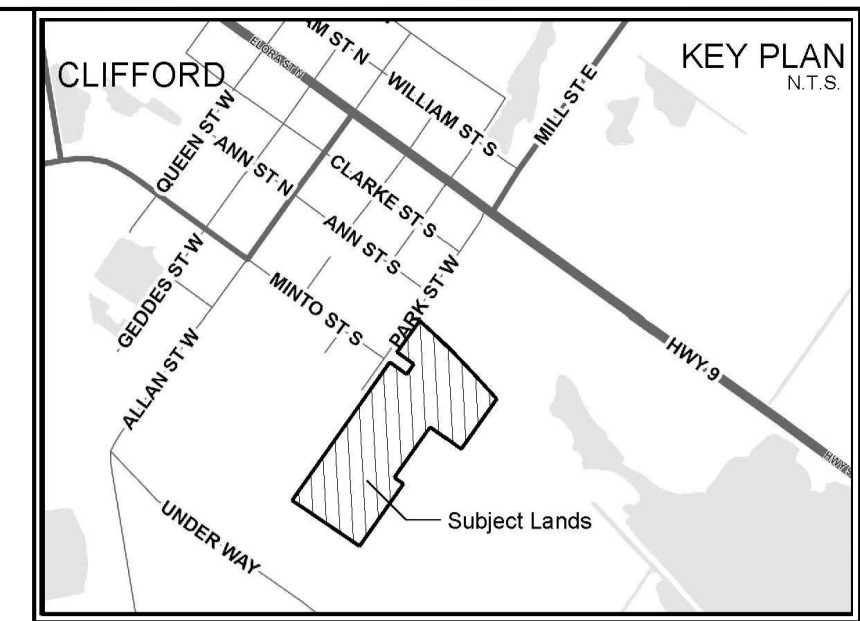 CLIFFORD
KEY PLAN
N.T.S.
ELORA ST N
AM ST N
WILLIAM ST S
MILL ST E
QUEEN ST W
ANN ST N
CLARKE ST S
ANN ST S
GEDDES ST W
MINTO ST S
PARK ST W
ALLAN ST W
HWY 9
HWY 9
UNDER WAY
Subject Lands